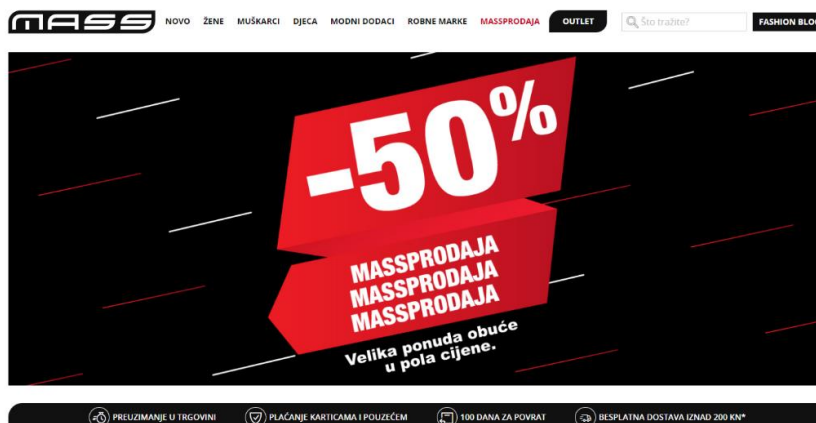 MASS NOVO ŽENE MUŠKARCI DJECA MODNI DODACI ROBNE MARKE MASSPRODAJA OUTLET Što tražite? FASHION BLOG
-50%
MASSPRODAJA
MASSPRODAJA
MASSPRODAJA
Velika ponuda obuće
u pola cijene.
PREUZIMANJE U TRGOVINI PLAĆANJE KARTICAMA I POUZEĆEM 100 DANA ZA POVRAT BESPLATNA DOSTAVA IZNAD 200 KN*